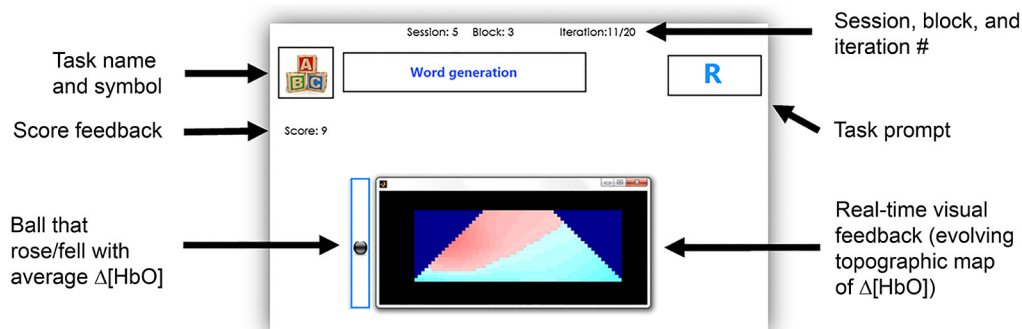 Session: 5 Block: 3 Iteration:11/20
Session, block, and
iteration #
Task name
and symbol
A
B C
Word generation
R
Score feedback
Score: 9
Task prompt
Ball that
rose/fell with
average Δ[HbO]
Real-time visual
feedback (evolving
topographic map
of Δ[HbO])